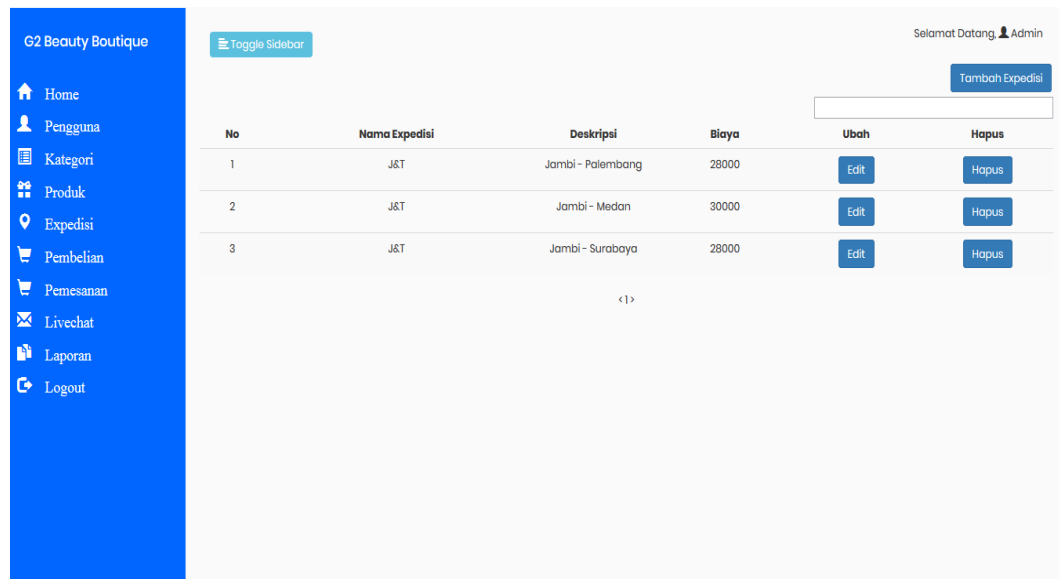 G2 Beauty Boutique
Home
Pengguna
Kategori
Produk
Expedisi
Pembelian
Pemesanan
Livechat
Laporan
Logout
Toggle Sidebar
Selamat Datang, Admin
Tambah Expedisi
No Nama Expedisi Deskripsi Biaya Ubah Hapus
1 J&T Jambi - Palembang 28000 Edit Hapus
2 J&T Jambi - Medan 30000 Edit Hapus
3 J&T Jambi - Surabaya 28000 Edit Hapus
<1>